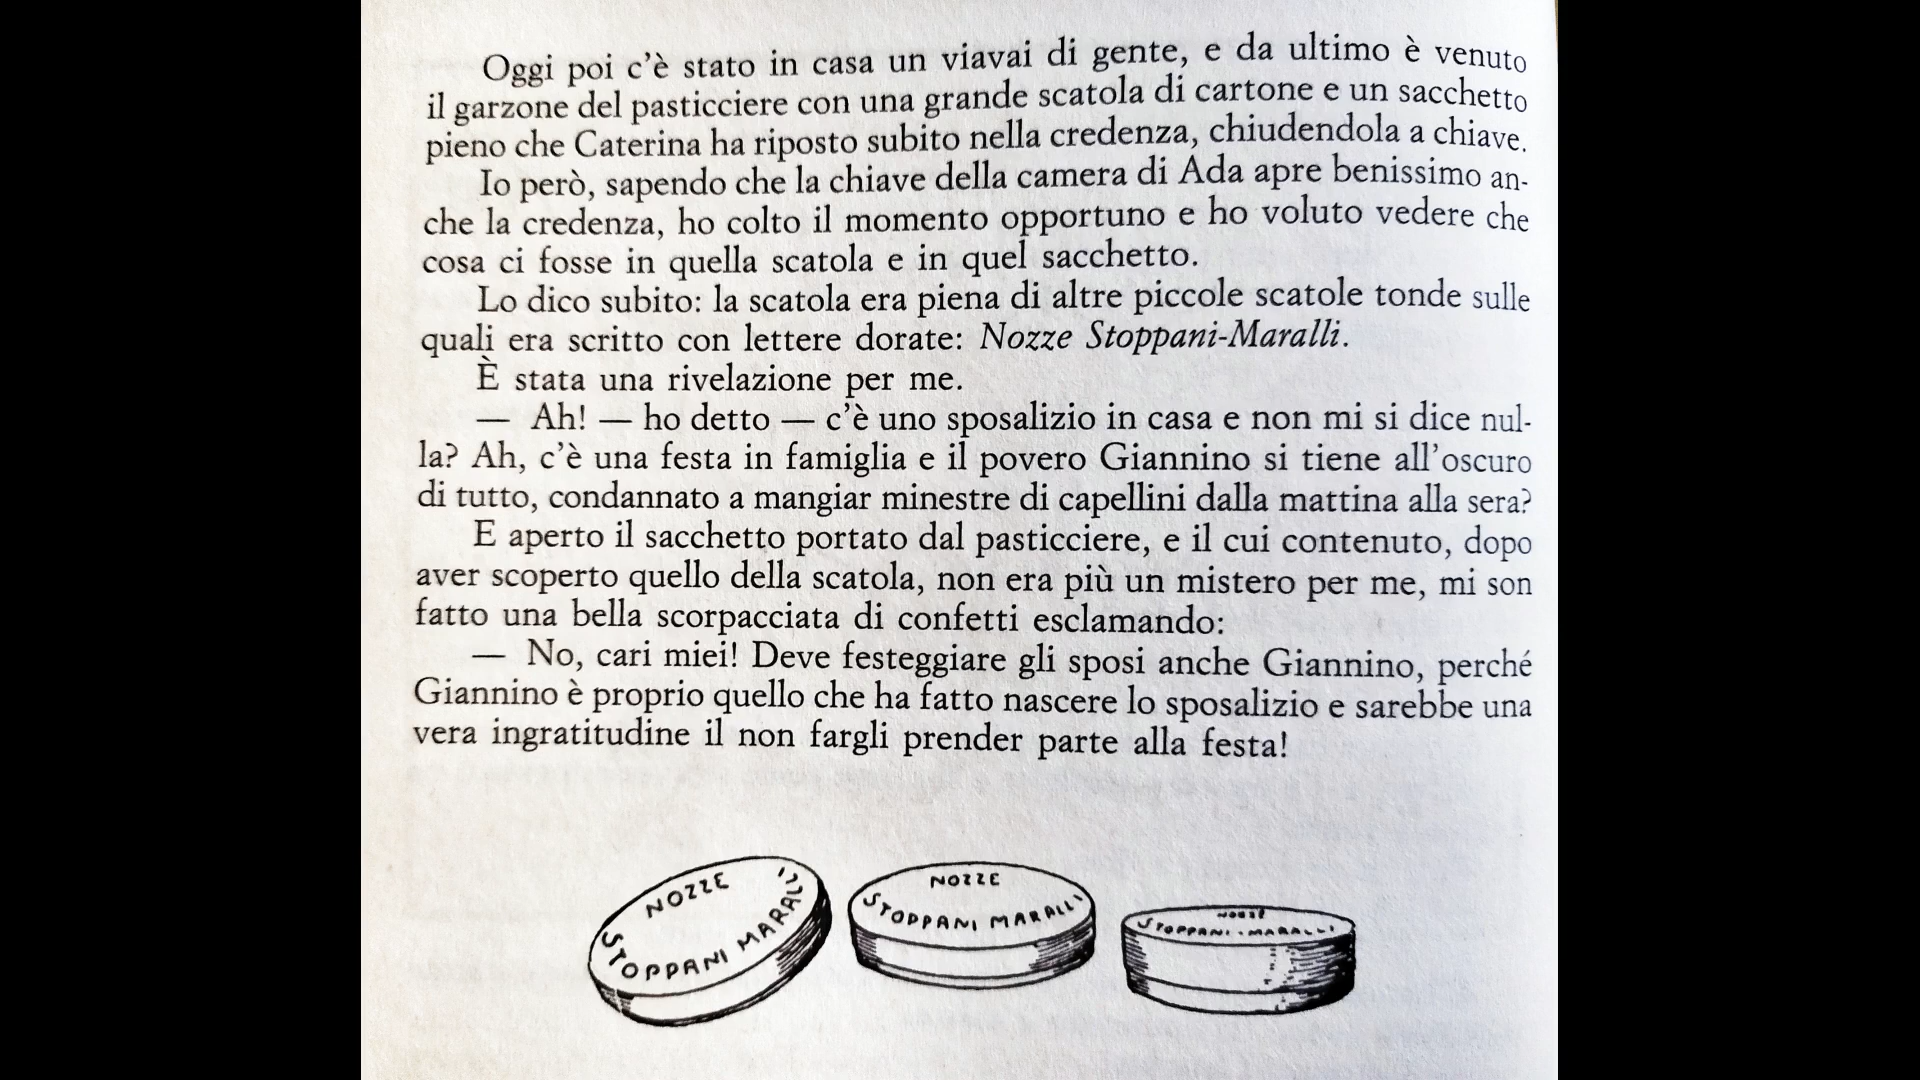 Oggi poi c'è stato in casa un viavai di gente, e da ultimo è venuto
il garzone del pasticciere con una grande scatola di cartone e un sacchetto
pieno che Caterina ha riposto subito nella credenza, chiudendola a chiave.
Io però, sapendo che la chiave della camera di Ada apre benissimo an-
che la credenza, ho colto il momento opportuno e ho voluto vedere che
cosa ci fosse in quella scatola e in quel sacchetto.
Lo dico subito: la scatola era piena di altre piccole scatole tonde sulle
quali era scritto con lettere dorate: Nozze Stoppani-Maralli.
È stata una rivelazione per me.
— Ah! — ho detto — c'è uno sposalizio in casa e non mi si dice nul-
la? Ah, c'è una festa in famiglia e il povero Giannino si tiene all'oscuro
di tutto, condannato a mangiar minestre di capellini dalla mattina alla sera?
E aperto il sacchetto portato dal pasticciere, e il cui contenuto, dopo
aver scoperto quello della scatola, non era più un mistero per me, mi son
fatto una bella scorpacciata di confetti esclamando:
— No, cari miei! Deve festeggiare gli sposi anche Giannino, perché
Giannino è proprio quello che ha fatto nascere lo sposalizio e sarebbe una
vera ingratitudine il non fargli prender parte alla festa!
NOZZE
STOPPANI MARALLI
NOZZE
STOPPANI MARALLI
NOZZE
STOPPANI-MARALLI